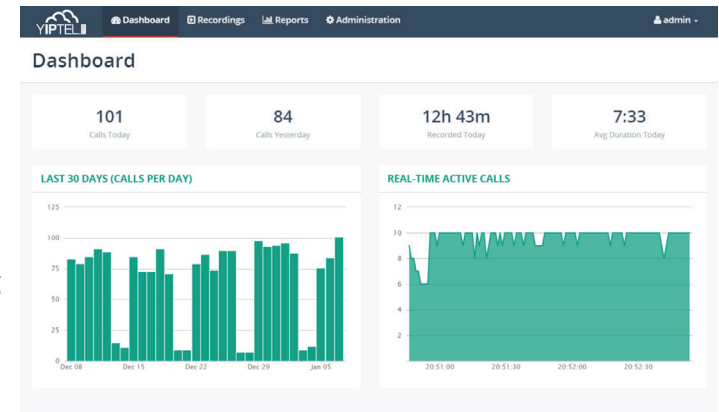 YIPTEL Dashboard Recordings Reports Administration admin
Dashboard
101 84 12h 43m 7:33
Calls Today Calls Yesterday Recorded Today Avg Duration Today
LAST 30 DAYS (CALLS PER DAY) REAL-TIME ACTIVE CALLS
125
100
75
50
25
0
Dec 08 Dec 15 Dec 22 Dec 29 Jan 05
12
10
8
6
4
2
20:51:00 20:51:30 20:52:00 20:52:30